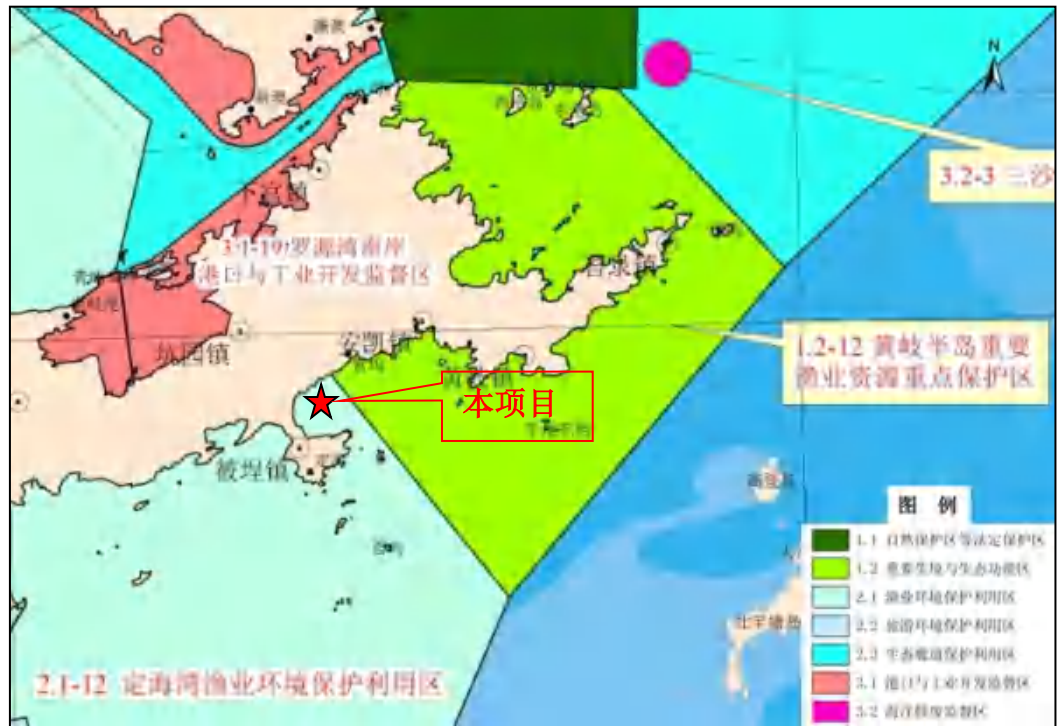 N
3.2-3 三沙
下宫镇
3.1-19 罗源湾南岸
港口与工业开发监督区
苔菉镇
坑园镇
安凯镇
黄岐镇
本项目
1.2-12 黄岐半岛重要
渔业资源重点保护区
筱埕镇
2.1-12 定海湾渔业环境保护利用区
图 例
1.1 自然保护区等法定保护区
1.2 重要生境与生态功能区
2.1 渔业环境保护利用区
2.2 旅游环境保护利用区
2.3 生态廊道保护利用区
3.1 港口与工业开发监督区
3.2 海洋倾废监督区